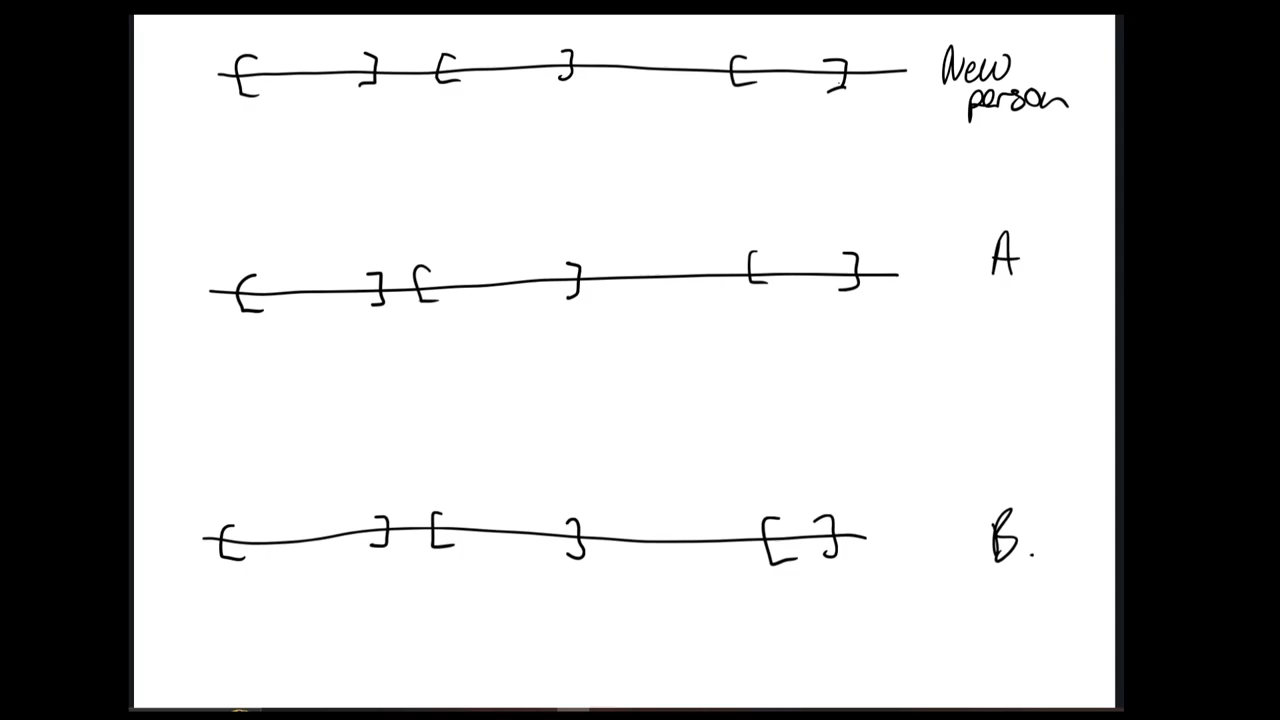 [ ] [ ] [ ] New
person
[ ] [ ] [ ] A
[ ] [ ] [ ] B.